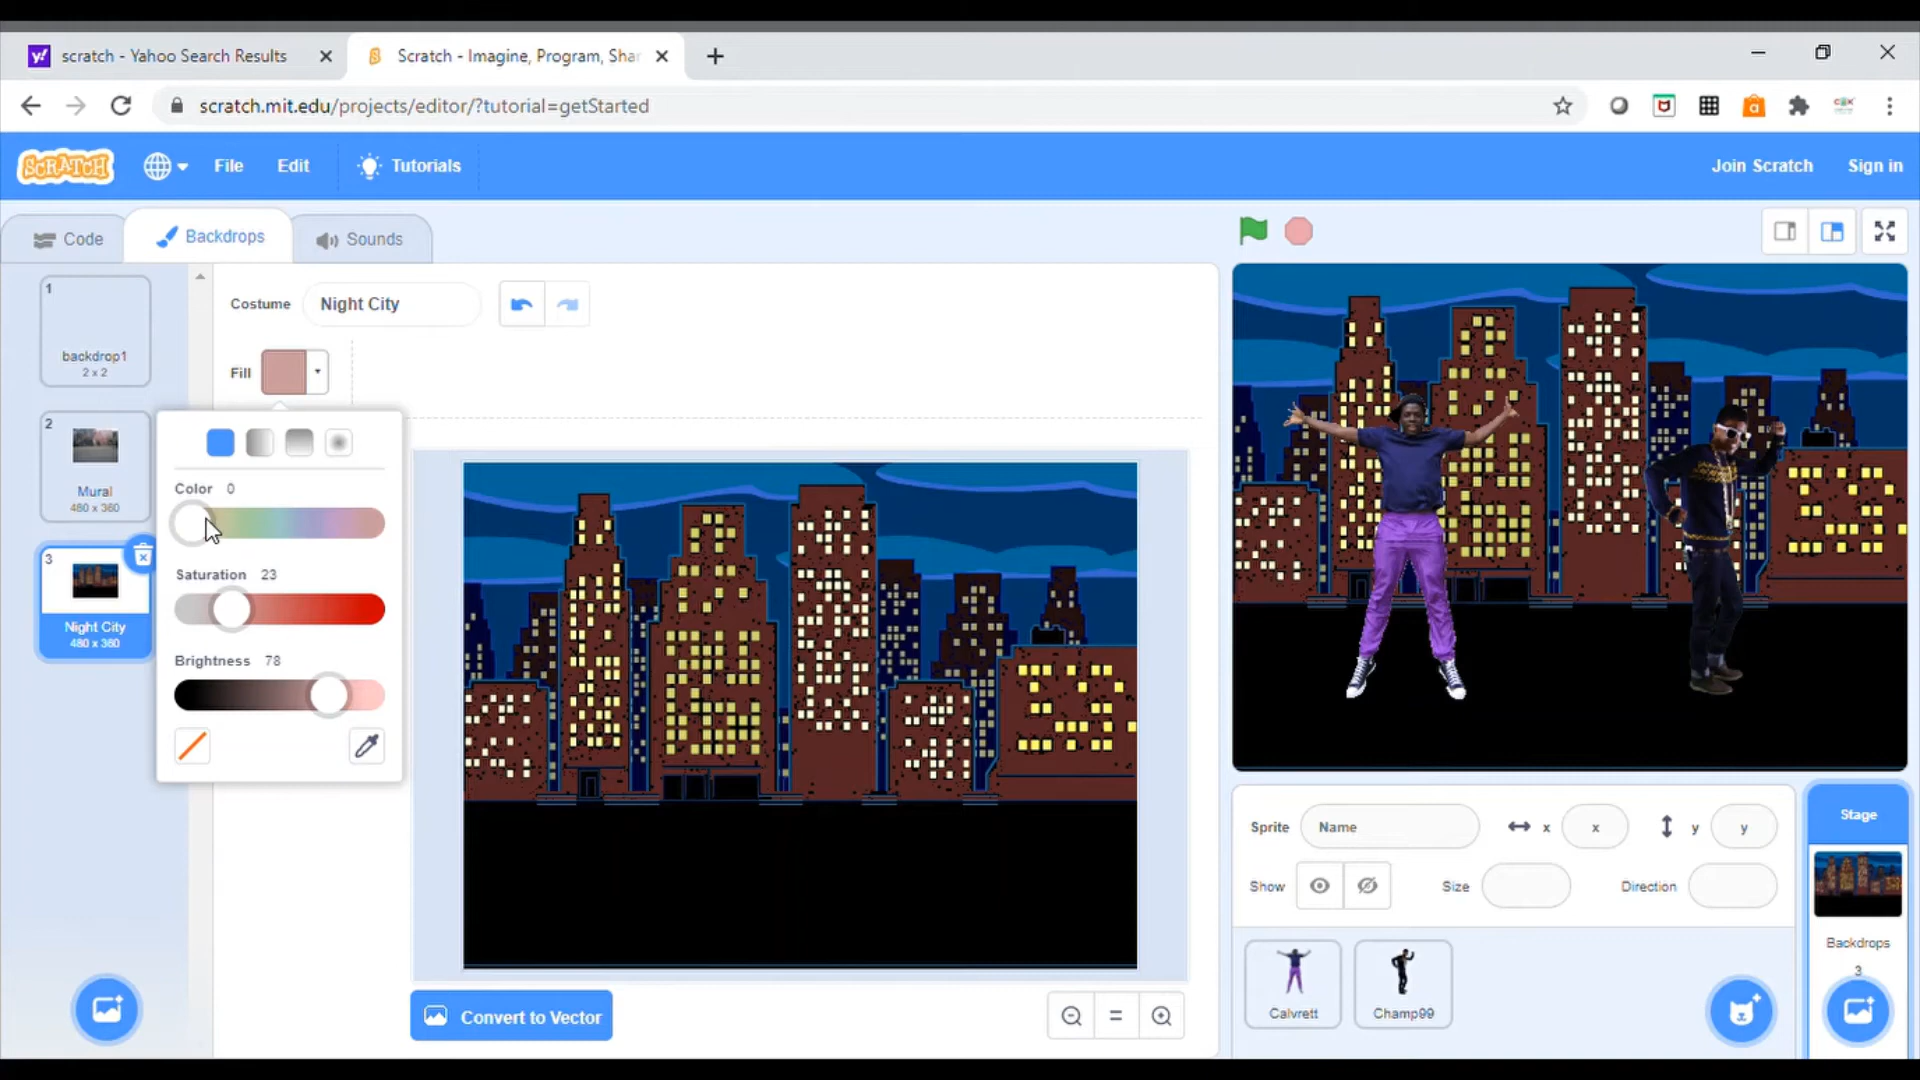 scratch - Yahoo Search Results
Scratch - Imagine, Program, Shar
scratch.mit.edu/projects/editor/?tutorial=getStarted
SCRATCH
File
Edit
Tutorials
Join Scratch
Sign in
Code
Backdrops
Sounds
1
backdrop1
2 x 2
2
Mural
480 x 360
3
Night City
480 x 360
Costume
Night City
Fill
Color 0
Saturation 23
Brightness 78
Convert to Vector
Sprite
Name
x
x
y
y
Show
Size
Direction
Calvrett
Champ99
Stage
Backdrops
3